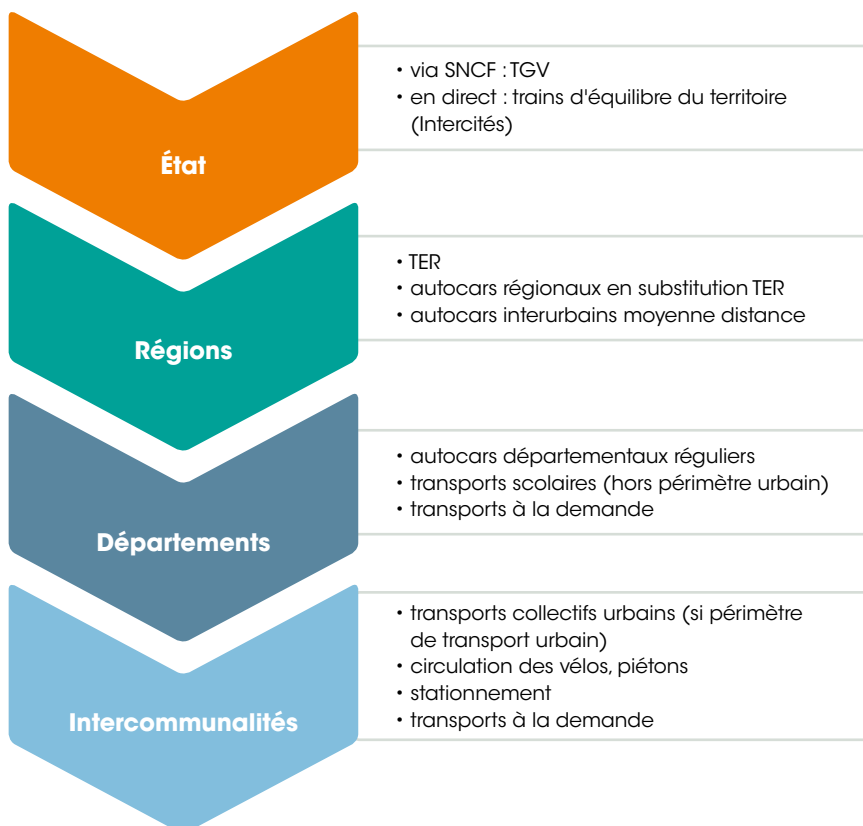 • via SNCF : TGV
• en direct : trains d'équilibre du territoire
(Intercités)
État
• TER
• autocars régionaux en substitution TER
• autocars interurbains moyenne distance
Régions
• autocars départementaux réguliers
• transports scolaires (hors périmètre urbain)
• transports à la demande
Départements
• transports collectifs urbains (si périmètre
de transport urbain)
• circulation des vélos, piétons
• stationnement
• transports à la demande
Intercommunalités